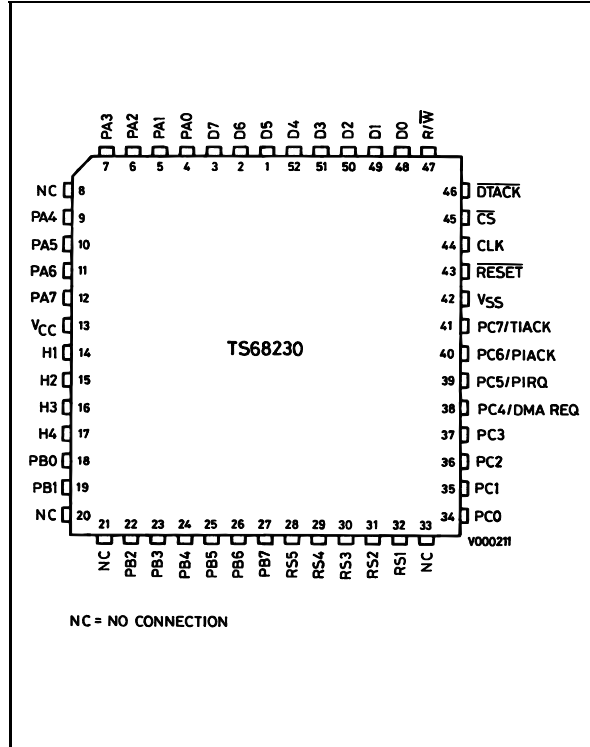 PA3 PA2 PA1 PA0 D7 D6 D5 D4 D3 D2 D1 D0 R/W̅
7 6 5 4 3 2 1 52 51 50 49 48 47
NC 8 46 D̅T̅A̅C̅K̅
PA4 9 45 C̅S̅
PA5 10 44 CLK
PA6 11 43 R̅E̅S̅E̅T̅
PA7 12 42 VSS
VCC 13 41 PC7/TIACK
H1 14 TS68230 40 PC6/PIACK
H2 15 39 PC5/PIRQ
H3 16 38 PC4/DMA REQ
H4 17 37 PC3
PB0 18 36 PC2
PB1 19 35 PC1
NC 20 34 PC0
21 22 23 24 25 26 27 28 29 30 31 32 33
NC PB2 PB3 PB4 PB5 PB6 PB7 RS5 RS4 RS3 RS2 RS1 NC
V000211
NC = NO CONNECTION